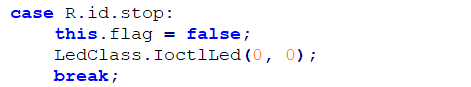 case R.id.stop:
    this.flag = false;
    LedClass.IoctlLed(0, 0);
    break;